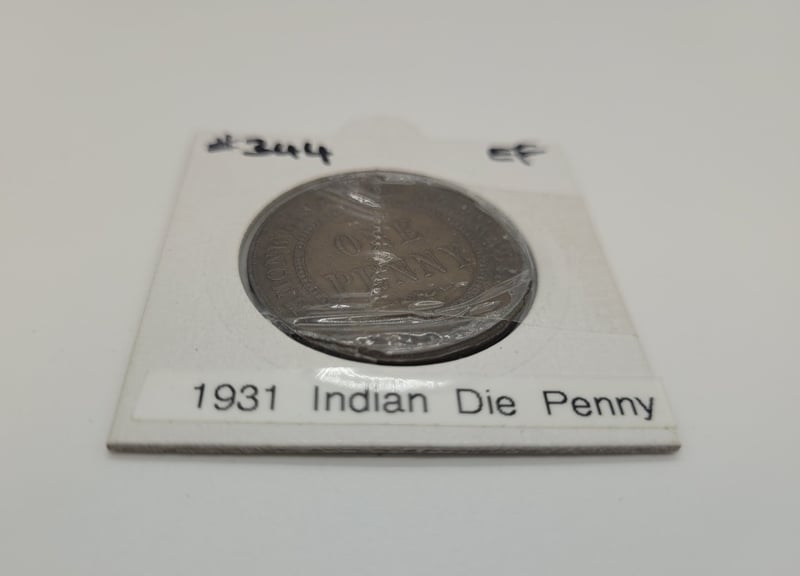 #344 EF
ONE
PENNY
1931 Indian Die Penny